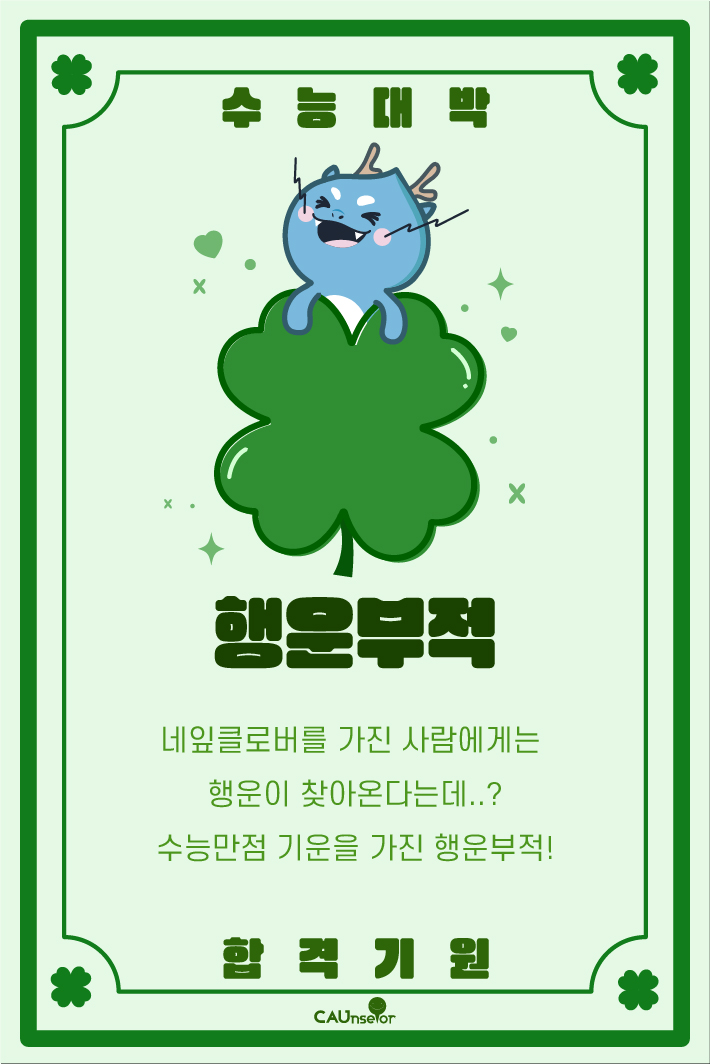 수능대박
행운부적
네잎클로버를 가진 사람에게는
행운이 찾아온다는데..?
수능만점 기운을 가진 행운부적!
합격기원
CAUnselor